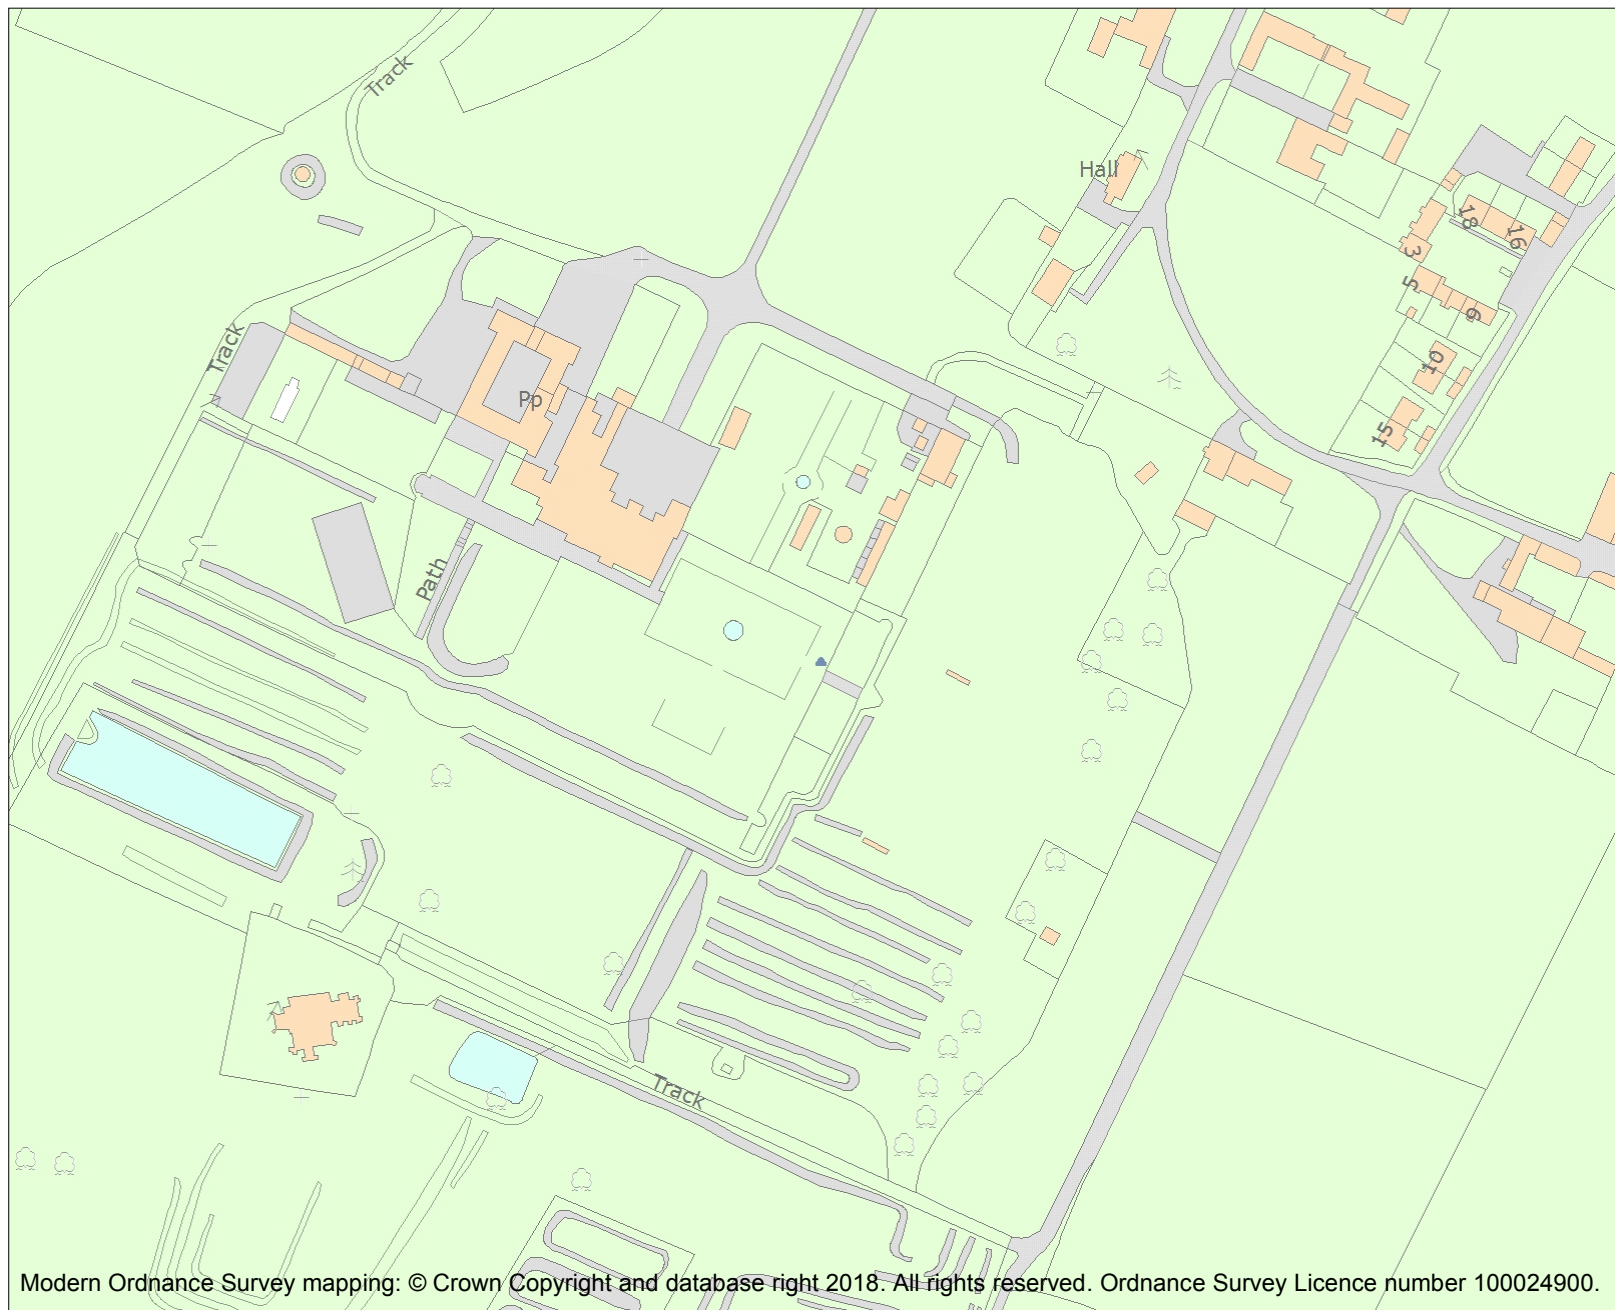 Track
Hall
18
16
3
5
9
Track
10
Pp
15
Path
Track
Modern Ordnance Survey mapping: © Crown Copyright and database right 2018. All rights reserved. Ordnance Survey Licence number 100024900.